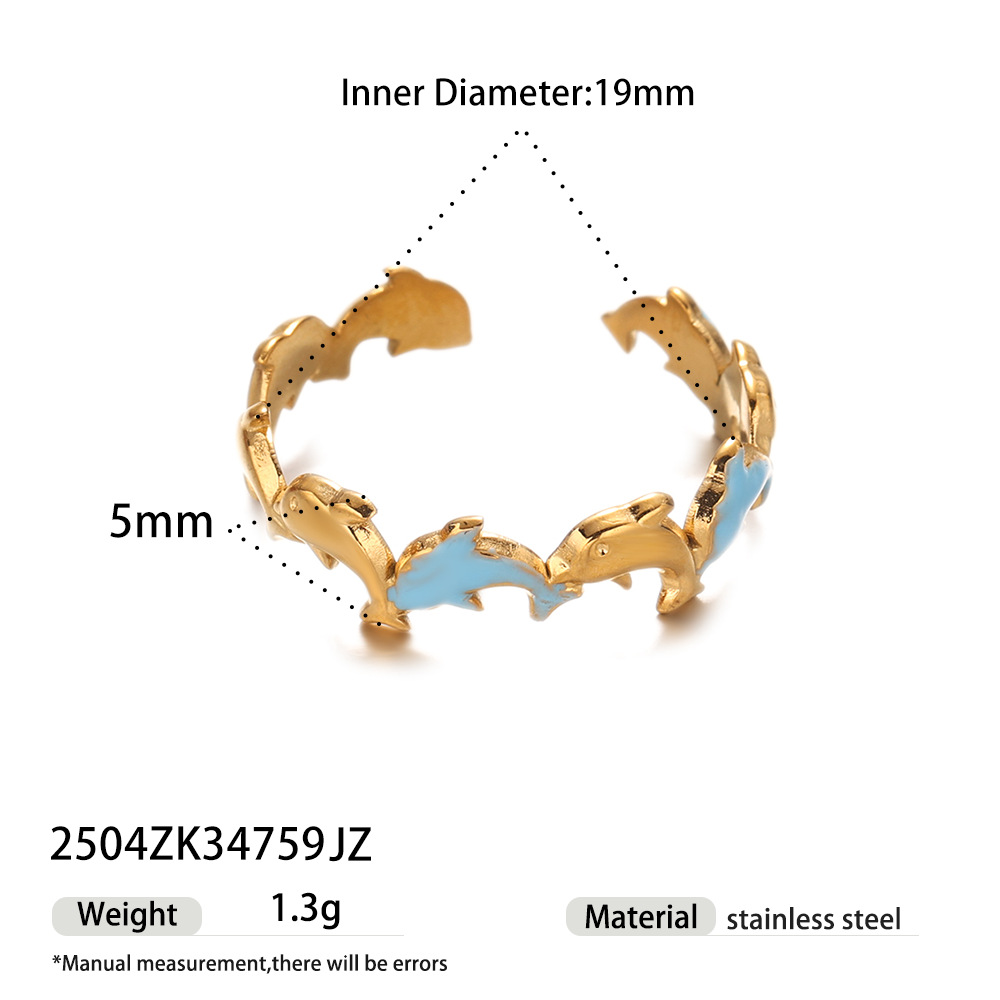 Inner Diameter:19mm
5mm
2504ZK34759JZ
Weight 1.3g
Material stainless steel
*Manual measurement,there will be errors